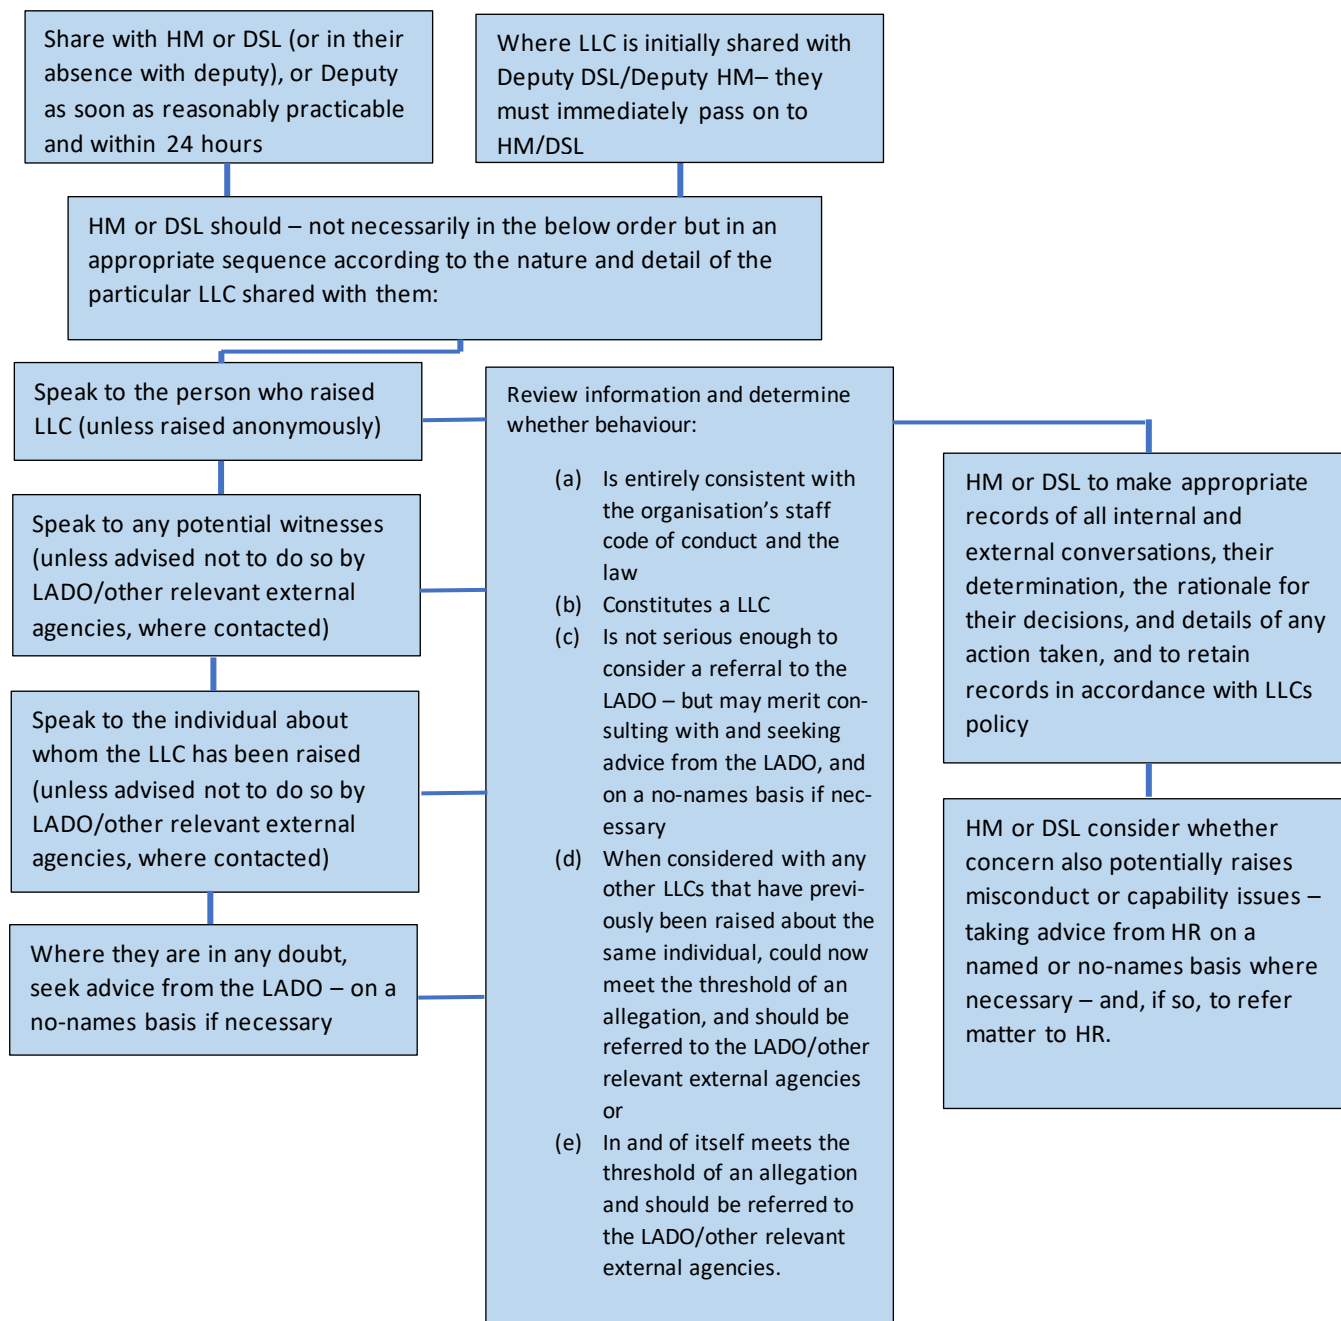 Share with HM or DSL (or in their
absence with deputy), or Deputy
as soon as reasonably practicable
and within 24 hours
Where LLC is initially shared with
Deputy DSL/Deputy HM– they
must immediately pass on to
HM/DSL
HM or DSL should – not necessarily in the below order but in an
appropriate sequence according to the nature and detail of the
particular LLC shared with them:
Speak to the person who raised
LLC (unless raised anonymously)
Speak to any potential witnesses
(unless advised not to do so by
LADO/other relevant external
agencies, where contacted)
Speak to the individual about
whom the LLC has been raised
(unless advised not to do so by
LADO/other relevant external
agencies, where contacted)
Where they are in any doubt,
seek advice from the LADO – on a
no-names basis if necessary
Review information and determine
whether behaviour:
(a) Is entirely consistent with
the organisation’s staff
code of conduct and the
law
(b) Constitutes a LLC
(c) Is not serious enough to
consider a referral to the
LADO – but may merit con-
sulting with and seeking
advice from the LADO, and
on a no-names basis if nec-
essary
(d) When considered with any
other LLCs that have previ-
ously been raised about the
same individual, could now
meet the threshold of an
allegation, and should be
referred to the LADO/other
relevant external agencies
or
(e) In and of itself meets the
threshold of an allegation
and should be referred to
the LADO/other relevant
external agencies.
HM or DSL to make appropriate
records of all internal and
external conversations, their
determination, the rationale for
their decisions, and details of any
action taken, and to retain
records in accordance with LLCs
policy
HM or DSL consider whether
concern also potentially raises
misconduct or capability issues –
taking advice from HR on a
named or no-names basis where
necessary – and, if so, to refer
matter to HR.